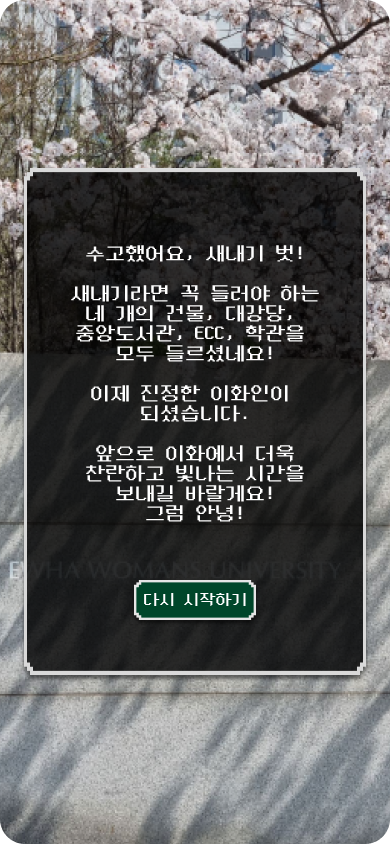 수고했어요, 새내기 벗!
새내기라면 꼭 들러야 하는
네 개의 건물, 대강당,
중앙도서관, ECC, 학관을
모두 들르셨네요!
이제 진정한 이화인이
되셨습니다.
앞으로 이화에서 더욱
찬란하고 빛나는 시간을
보내길 바랄게요!
그럼 안녕!
EWHA WOMANS UNIVERSITY
다시 시작하기